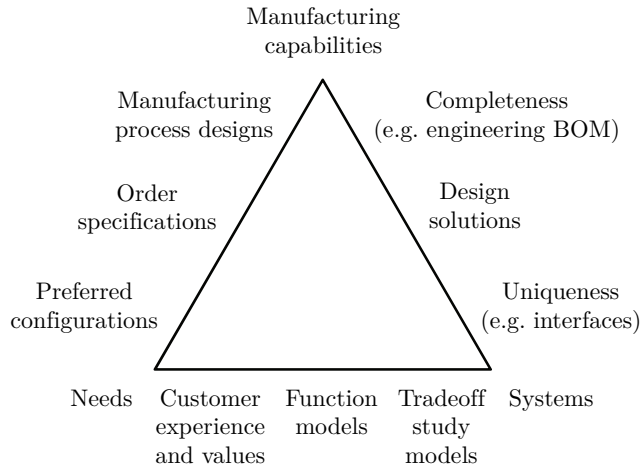 Manufacturing
capabilities
Manufacturing
process designs
Completeness
(e.g. engineering BOM)
Order
specifications
Design
solutions
Preferred
configurations
Uniqueness
(e.g. interfaces)
Needs
Customer
experience
and values
Function
models
Tradeoff
study
models
Systems